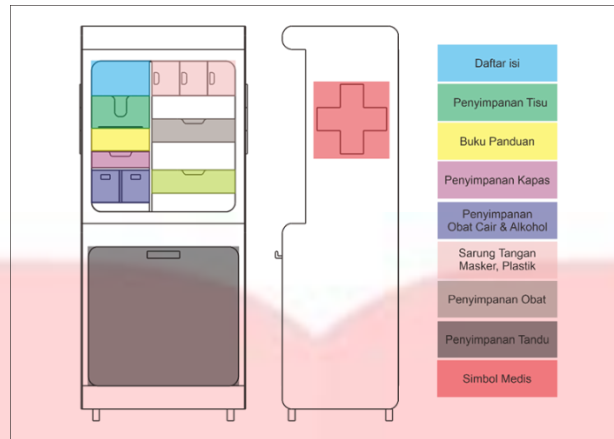 Daftar isi
Penyimpanan Tisu
Buku Panduan
Penyimpanan Kapas
Penyimpanan
Obat Cair & Alkohol
Sarung Tangan
Masker, Plastik
Penyimpanan Obat
Penyimpanan Tandu
Simbol Medis